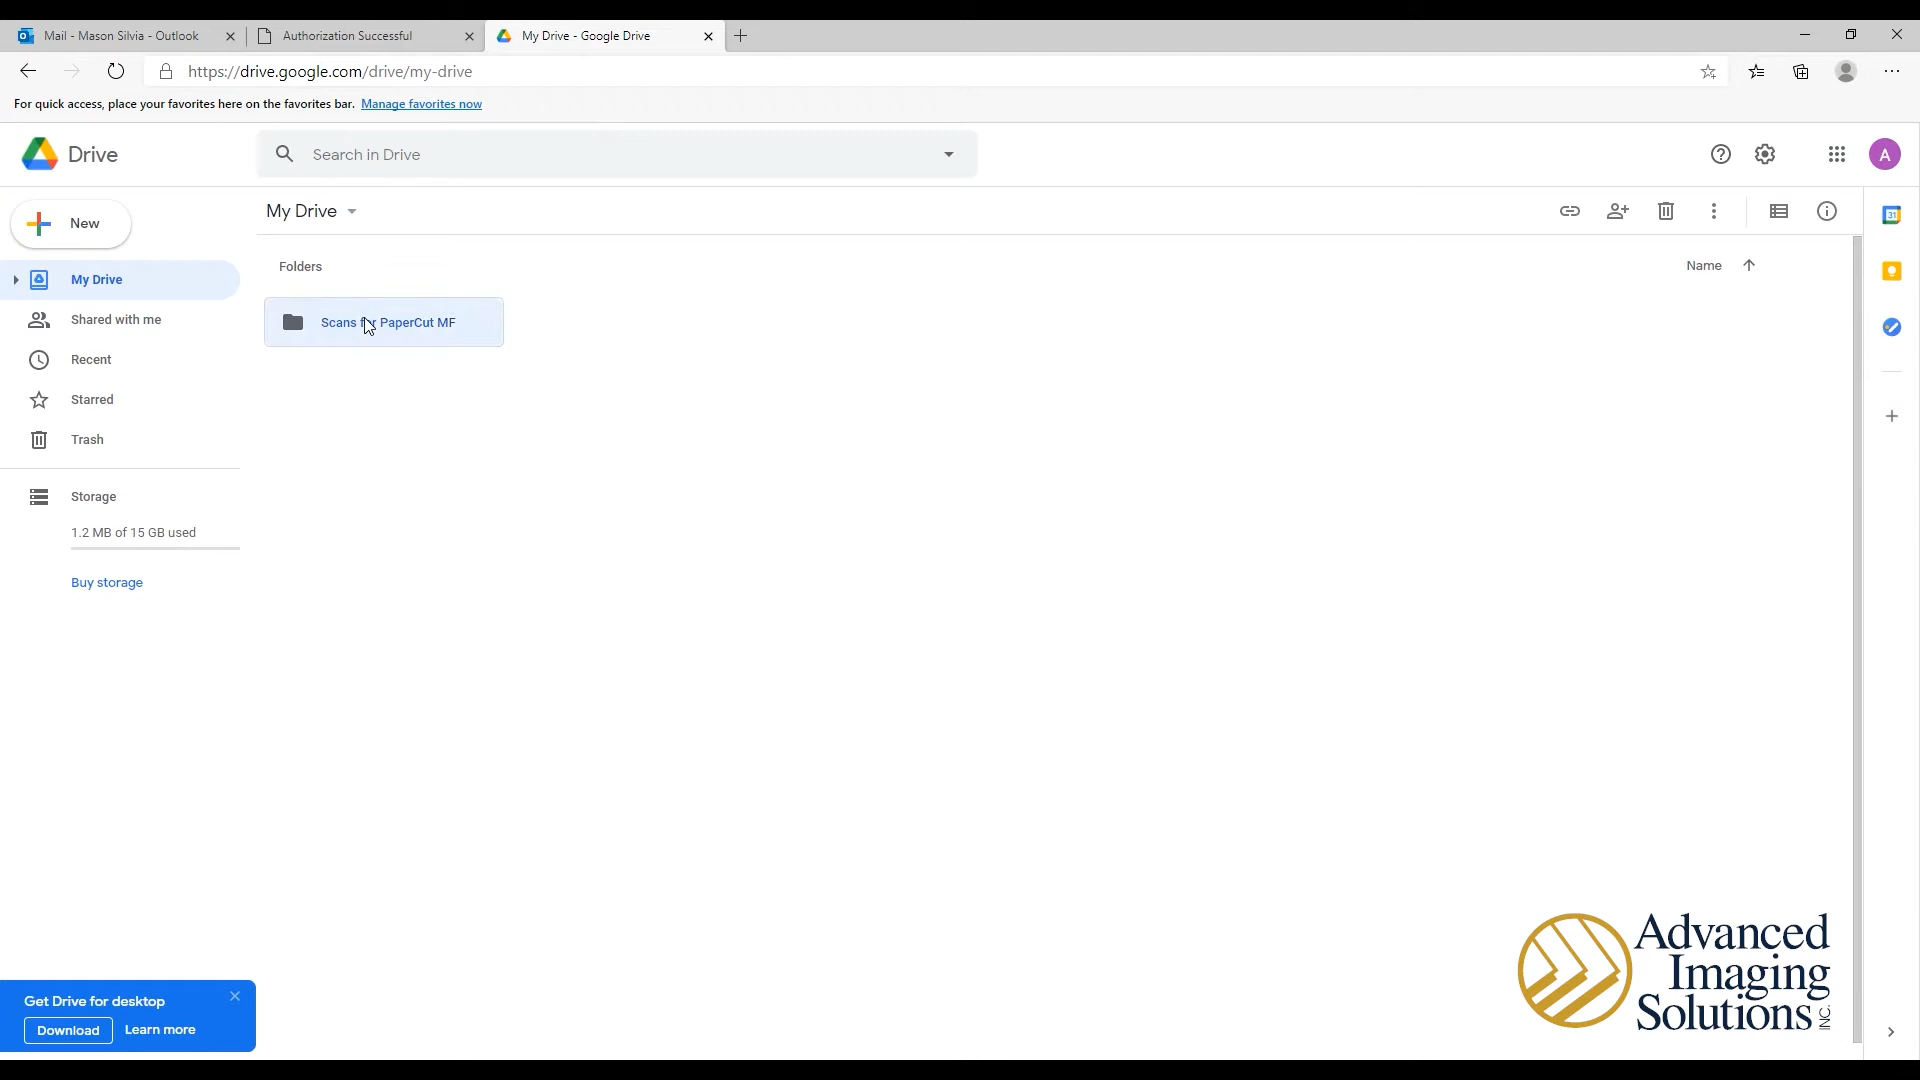 Mail - Mason Silvia - Outlook
Authorization Successful
My Drive - Google Drive
https://drive.google.com/drive/my-drive
For quick access, place your favorites here on the favorites bar. Manage favorites now
Drive
Search in Drive
A
New
My Drive
Folders
Name
31
My Drive
Scans for PaperCut MF
Shared with me
Recent
Starred
Trash
Storage
1.2 MB of 15 GB used
Buy storage
Get Drive for desktop
Download Learn more
Advanced
Imaging
Solutions INC.